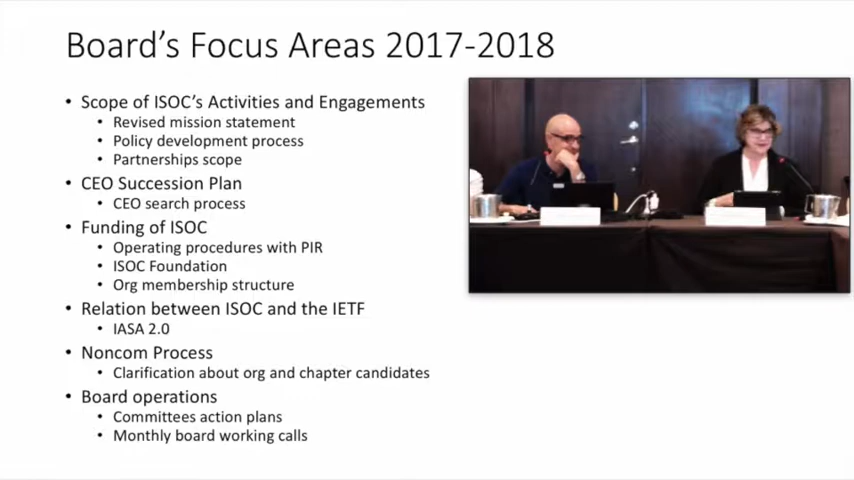 Board's Focus Areas 2017-2018
• Scope of ISOC's Activities and Engagements
• Revised mission statement
• Policy development process
• Partnerships scope
• CEO Succession Plan
• CEO search process
• Funding of ISOC
• Operating procedures with PIR
• ISOC Foundation
• Org membership structure
• Relation between ISOC and the IETF
• IASA 2.0
• Noncom Process
• Clarification about org and chapter candidates
• Board operations
• Committees action plans
• Monthly board working calls